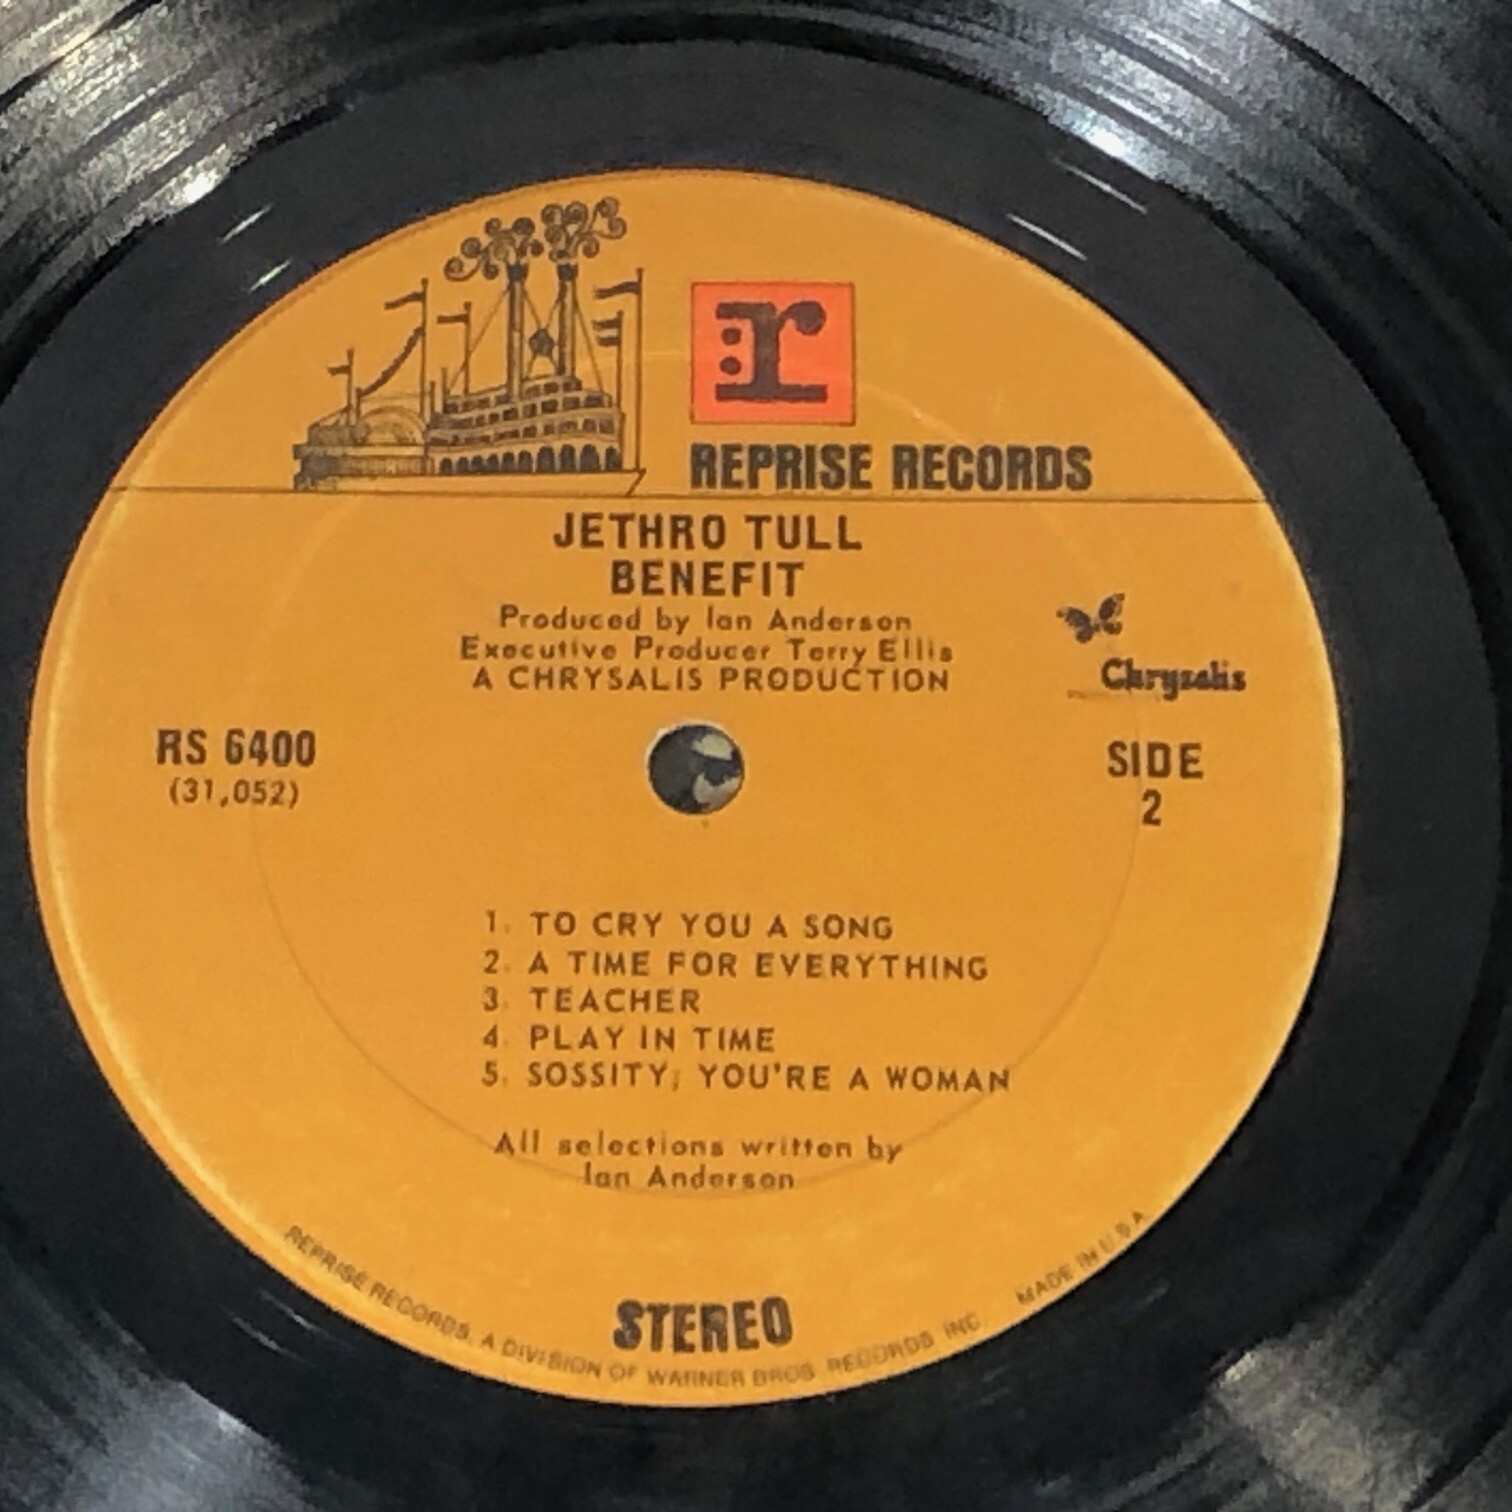 r
REPRISE RECORDS
JETHRO TULL
BENEFIT
Produced by Ian Anderson
Executive Producer Terry Ellis
A CHRYSALIS PRODUCTION
Chrysalis
RS 6400
(31,052)
SIDE
2
1. TO CRY YOU A SONG
2. A TIME FOR EVERYTHING
3. TEACHER
4. PLAY IN TIME
5. SOSSITY; YOU'RE A WOMAN
All selections written by
Ian Anderson
STEREO
REPRISE RECORDS, A DIVISION OF WARNER BROS. RECORDS INC. MADE IN U.S.A.